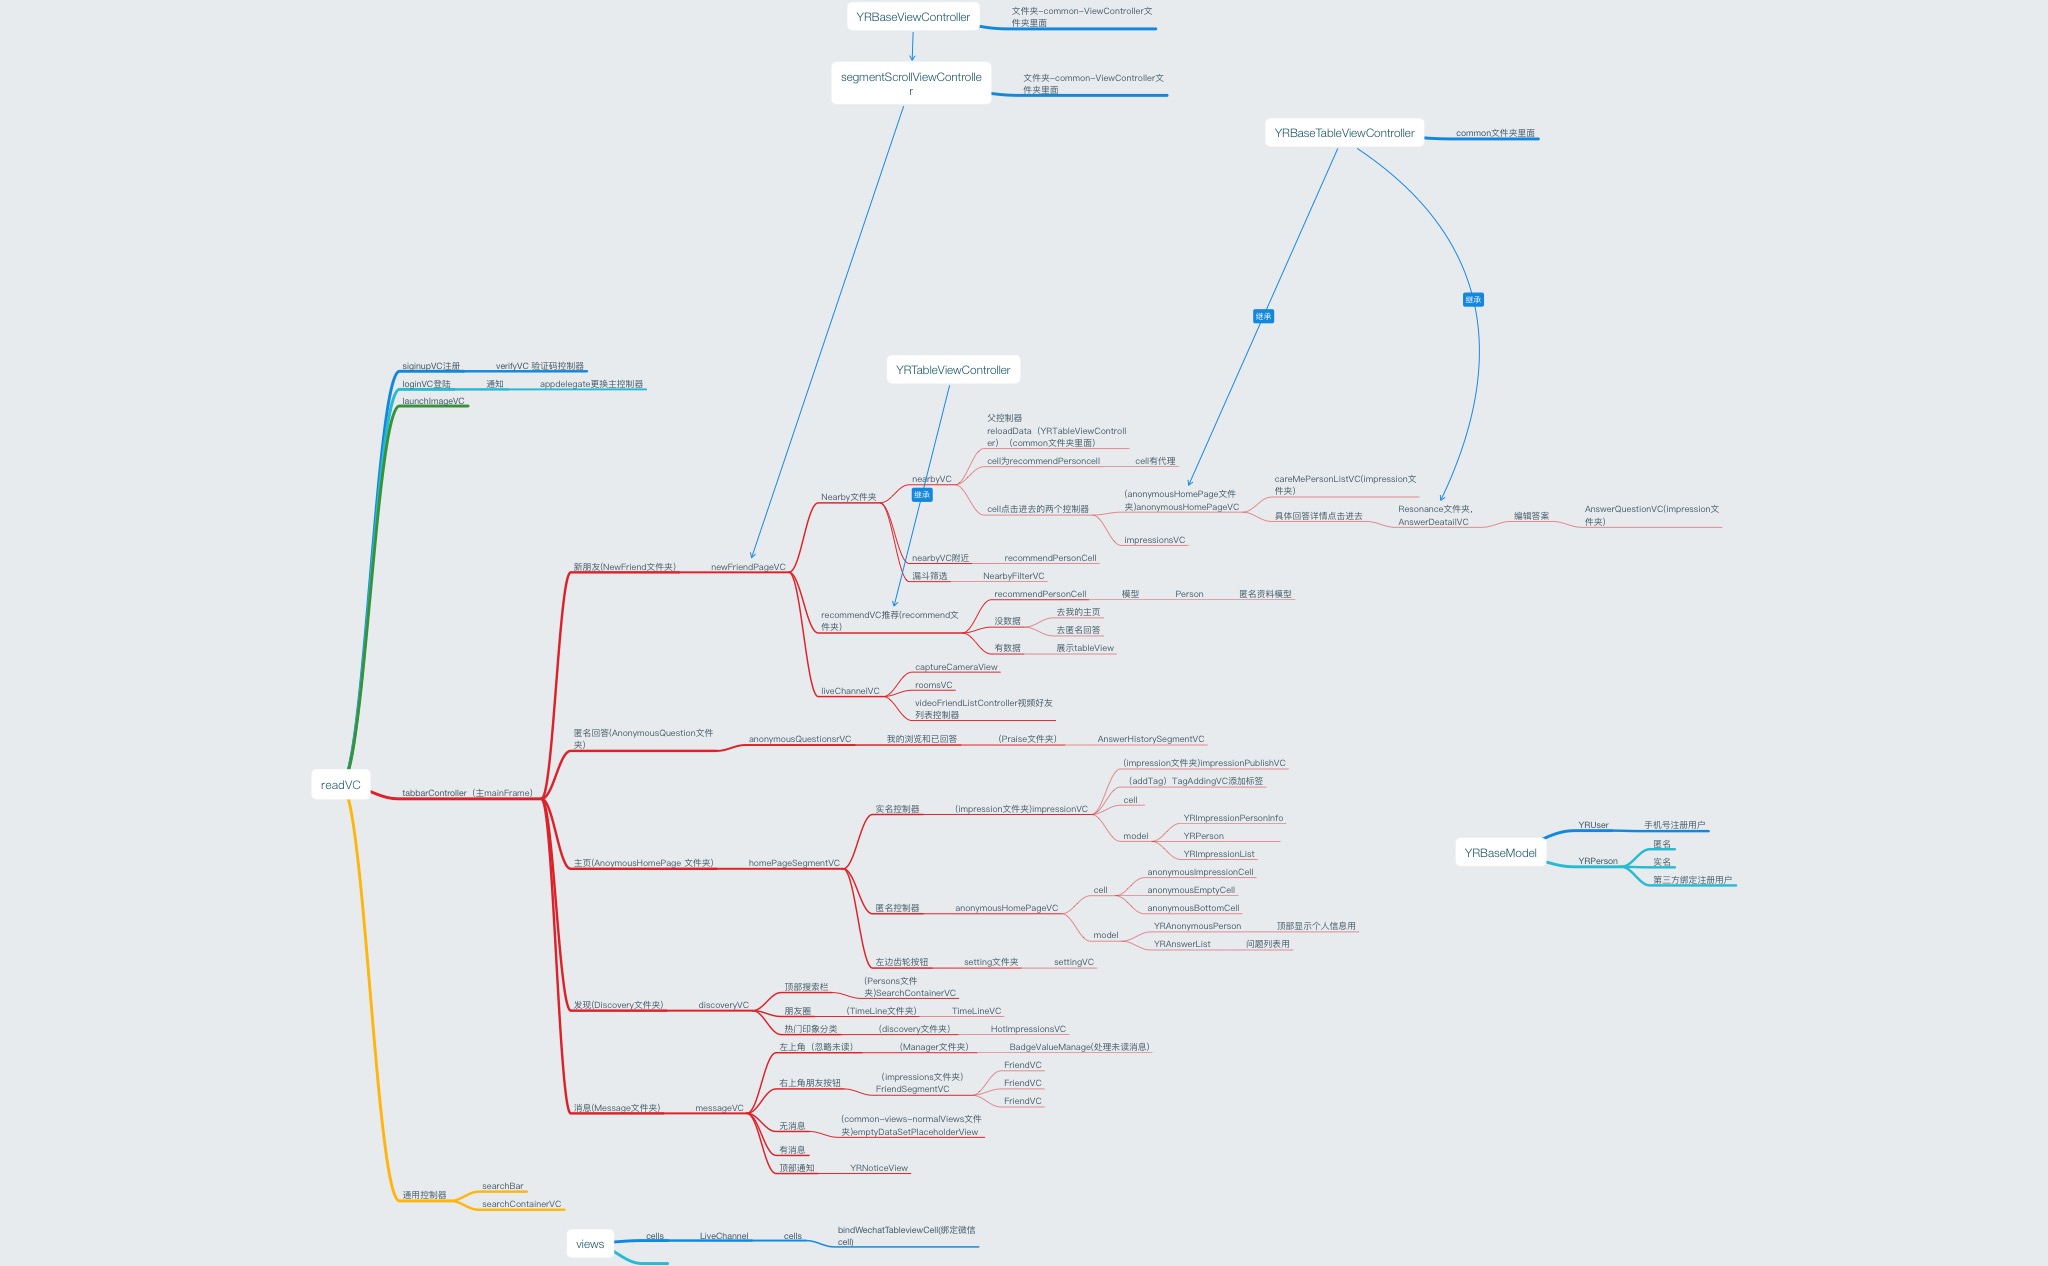 YRBaseViewController
文件夹-common-ViewController文
件夹里面
segmentScrollViewControlle
r
文件夹-common-ViewController文
件夹里面
YRBaseTableViewController
common文件夹里面
继承
继承
YRTableViewController
继承
readVC
siginupVC注册
verifyVC 验证码控制器
loginVC登陆
通知
appdelegate更换主控制器
launchImageVC
tabbarController（主mainFrame）
新朋友(NewFriend文件夹)
newFriendPageVC
Nearby文件夹
nearbyVC
父控制器
reloadData（YRTableViewControll
er）（common文件夹里面）
cell为recommendPersoncell
cell有代理
cell点击进去的两个控制器
(anonymousHomePage文件
夹)anonymousHomePageVC
careMePersonListVC(impression文
件夹)
具体回答详情点击进去
Resonance文件夹,
AnswerDeatailVC
编辑答案
AnswerQuestionVC(impression文
件夹)
impressionsVC
nearbyVC附近
recommendPersonCell
漏斗筛选
NearbyFilterVC
recommendVC推荐(recommend文
件夹)
recommendPersonCell
模型
Person
匿名资料模型
没数据
去我的主页
去匿名回答
有数据
展示tableView
liveChannelVC
captureCameraView
roomsVC
videoFriendListController视频好友
列表控制器
匿名回答(AnonymousQuestion文件
夹)
anonymousQuestionsrVC
我的浏览和已回答
（Praise文件夹）
AnswerHistorySegmentVC
主页(AnoymousHomePage 文件夹)
homePageSegmentVC
实名控制器
(impression文件夹)impressionVC
(impression文件夹)impressionPublishVC
（addTag）TagAddingVC添加标签
cell
model
YRImpressionPersonInfo
YRPerson
YRImpressionList
匿名控制器
anonymousHomePageVC
cell
anonymousImpressionCell
anonymousEmptyCell
anonymousBottomCell
model
YRAnonymousPerson
顶部显示个人信息用
YRAnswerList
问题列表用
左边齿轮按钮
setting文件夹
settingVC
发现(Discovery文件夹)
discoveryVC
顶部搜索栏
(Persons文件
夹)SearchContainerVC
朋友圈
（TimeLine文件夹）
TimeLineVC
热门印象分类
（discovery文件夹）
HotImpressionsVC
消息(Message文件夹)
messageVC
左上角（忽略未读）
（Manager文件夹）
BadgeValueManage(处理未读消息)
右上角朋友按钮
（impressions文件夹）
FriendSegmentVC
FriendVC
FriendVC
FriendVC
无消息
(common-views-normalViews文件
夹)emptyDataSetPlaceholderView
有消息
顶部通知
YRNoticeView
通用控制器
searchBar
searchContainerVC
YRBaseModel
YRUser
手机号注册用户
YRPerson
匿名
实名
第三方绑定注册用户
views
cells
LiveChannel
cells
bindWechatTableviewCell(绑定微信
cell)